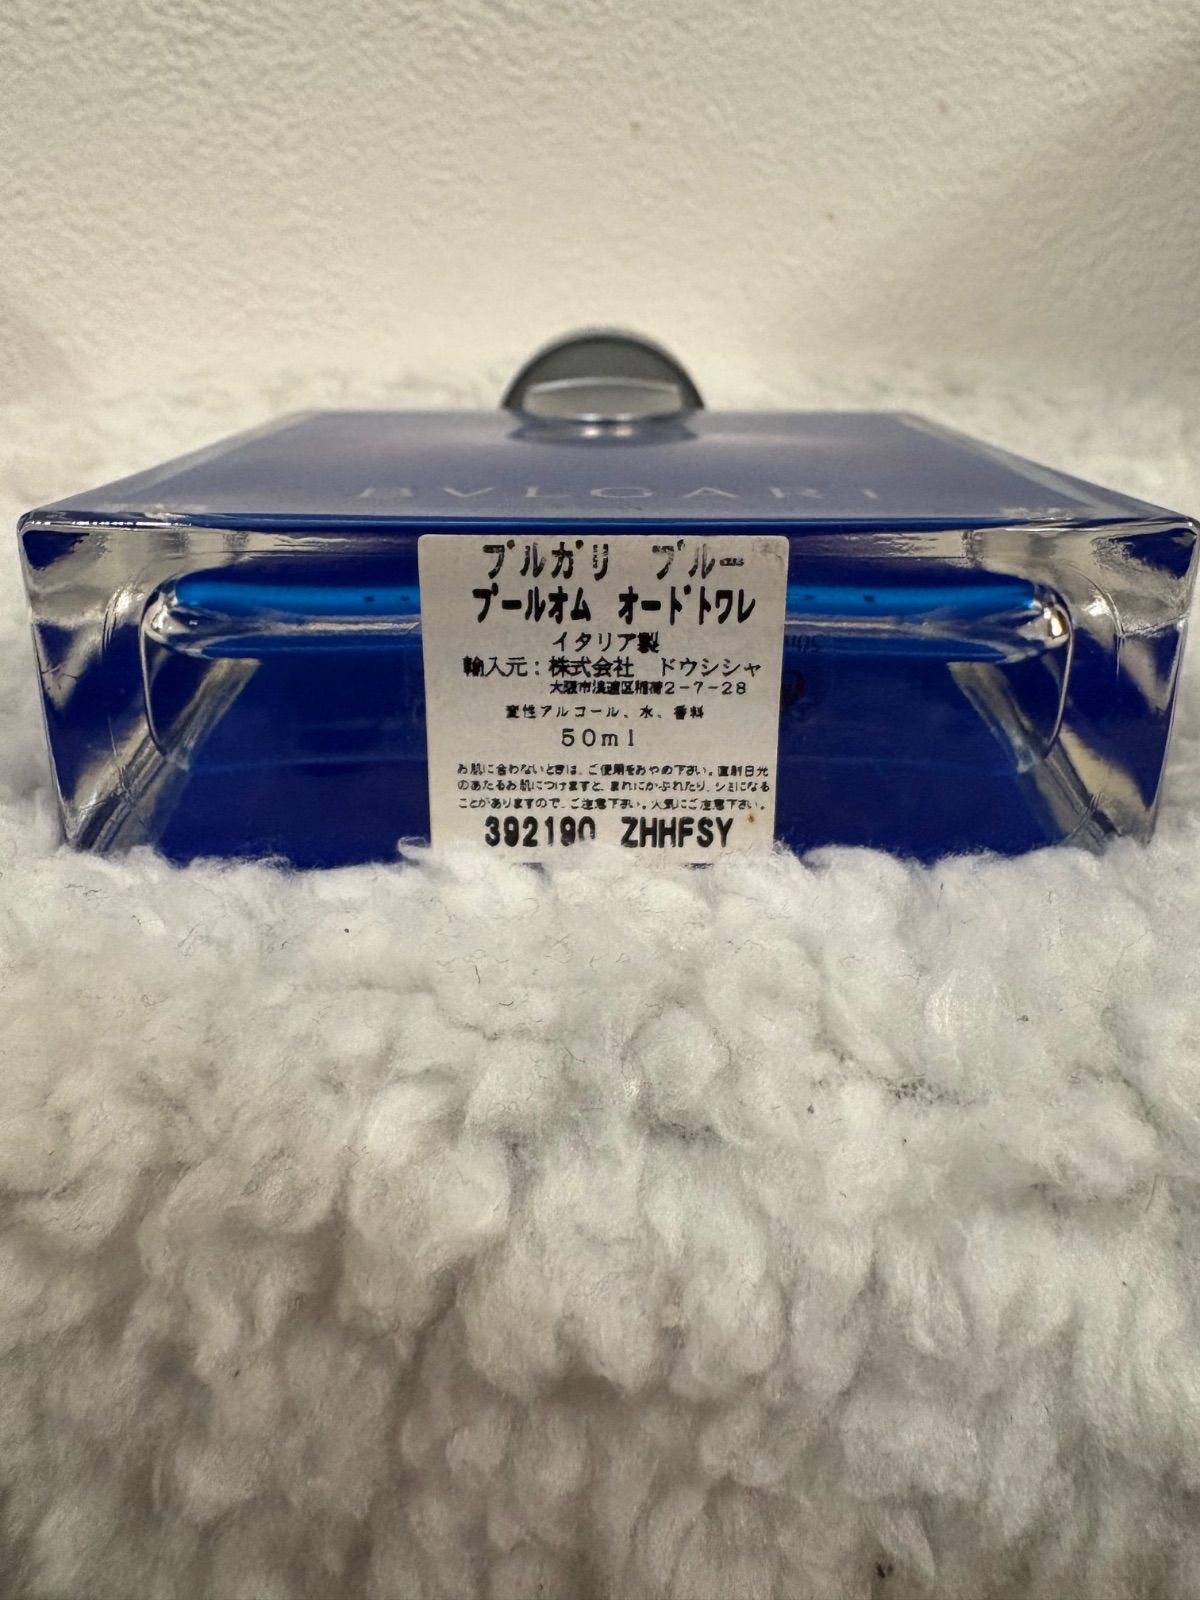 BVLGARI
ブルガリ ブルー
プールオム オードトワレ
イタリア製
輸入元：株式会社 ドウシシャ
大阪市浪速区稲荷2-7-28
変性アルコール、水、香料
50ml
お肌に合わないときは、ご使用をおやめ下さい。直射日光
のあたるお肌につけますと、まれにかぶれたり、シミになる
ことがありますので、ご注意下さい。火気にご注意下さい。
392190 ZHHFSY